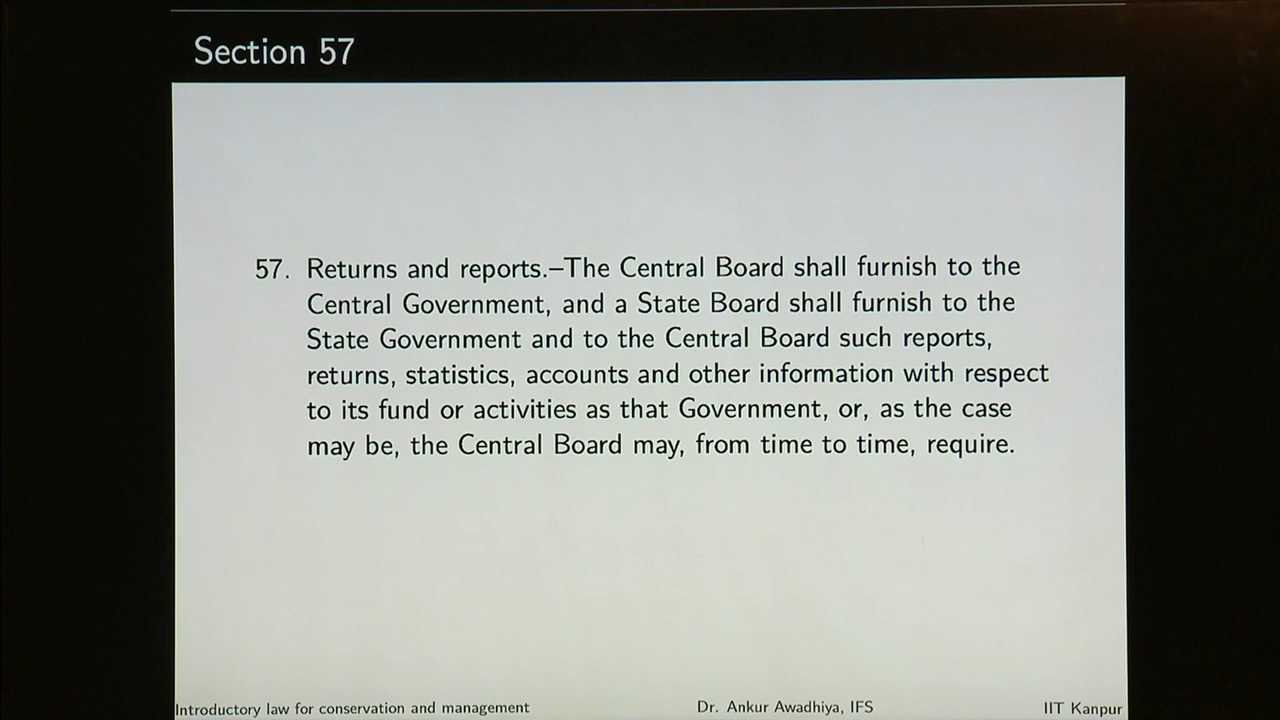 Section 57
57. Returns and reports.–The Central Board shall furnish to the
Central Government, and a State Board shall furnish to the
State Government and to the Central Board such reports,
returns, statistics, accounts and other information with respect
to its fund or activities as that Government, or, as the case
may be, the Central Board may, from time to time, require.
Introductory law for conservation and management Dr. Ankur Awadhiya, IFS IIT Kanpur